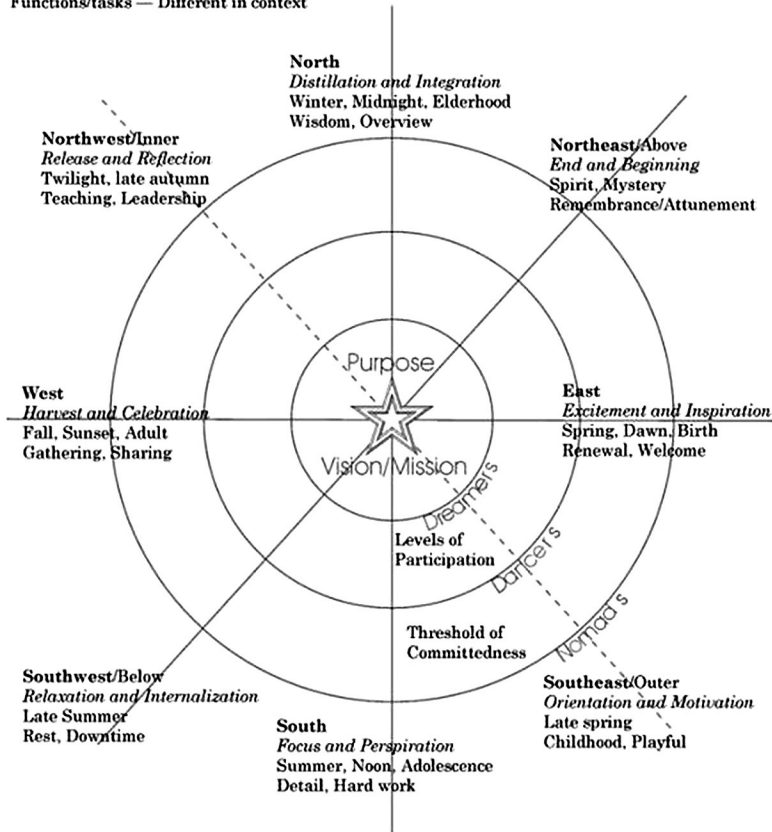 Functions/tasks — Different in context
North
Distillation and Integration
Winter, Midnight, Elderhood
Wisdom, Overview
Northwest/Inner
Release and Reflection
Twilight, late autumn
Teaching, Leadership
Northeast/Above
End and Beginning
Spirit, Mystery
Remembrance/Attunement
Purpose
West
Harvest and Celebration
Fall, Sunset, Adult
Gathering, Sharing
East
Excitement and Inspiration
Spring, Dawn, Birth
Renewal, Welcome
Vision/Mission
Dreamers
Levels of
Participation
Dancers
Threshold of
Committedness
Nomads
Southwest/Below
Relaxation and Internalization
Late Summer
Rest, Downtime
South
Focus and Perspiration
Summer, Noon, Adolescence
Detail, Hard work
Southeast/Outer
Orientation and Motivation
Late spring
Childhood, Playful